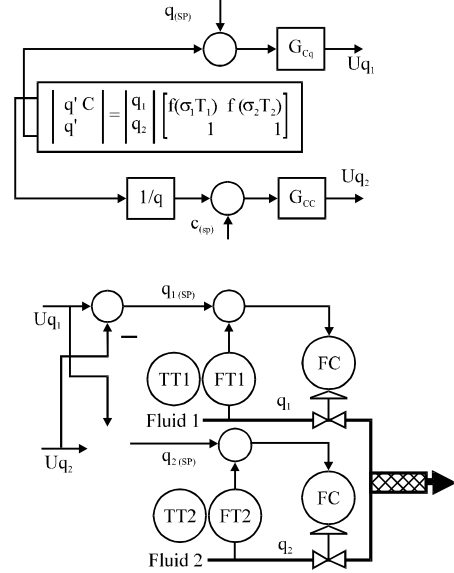 q(SP)
GCq
Uq1
q' C = q1 f(σ1T1) f (σ2T2)
q' q2 1 1
1/q
GCC
Uq2
c(sp)
Uq1
q1 (SP)
–
TT1 FT1 FC
q1
Fluid 1
Uq2
q2 (SP)
TT2 FT2 FC
q2
Fluid 2